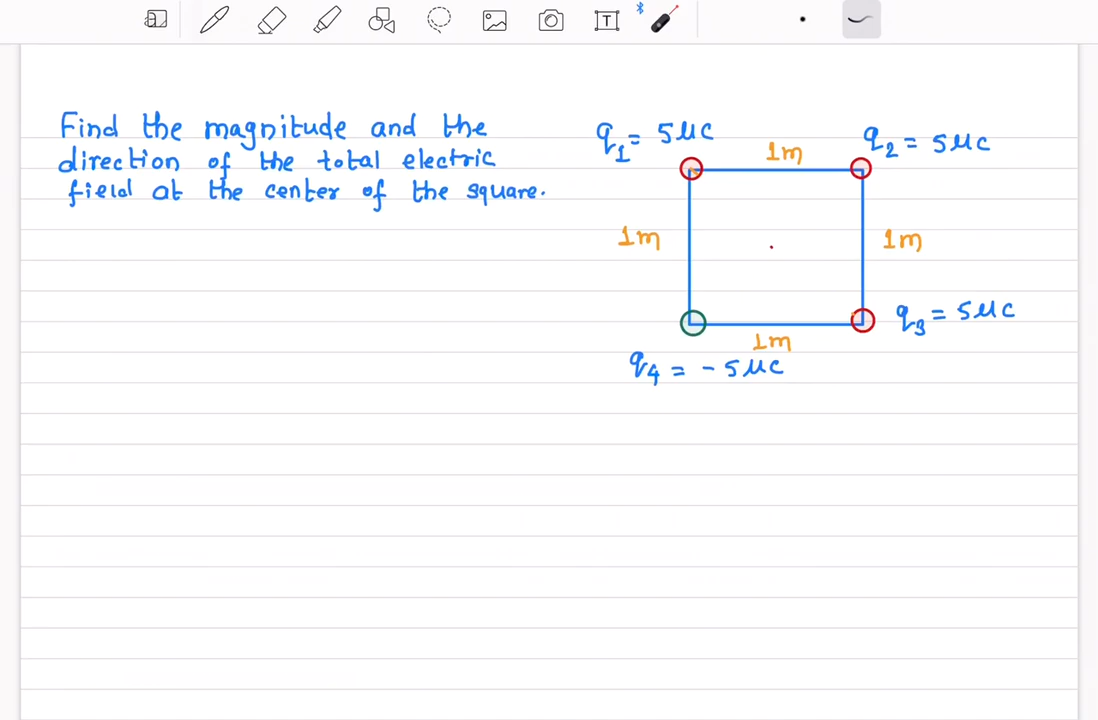 Find the magnitude and the
direction of the total electric
field at the center of the square.
q1 = 5μc
1m
q2 = 5μc
1m
1m
q3 = 5μc
1m
q4 = -5μc
T